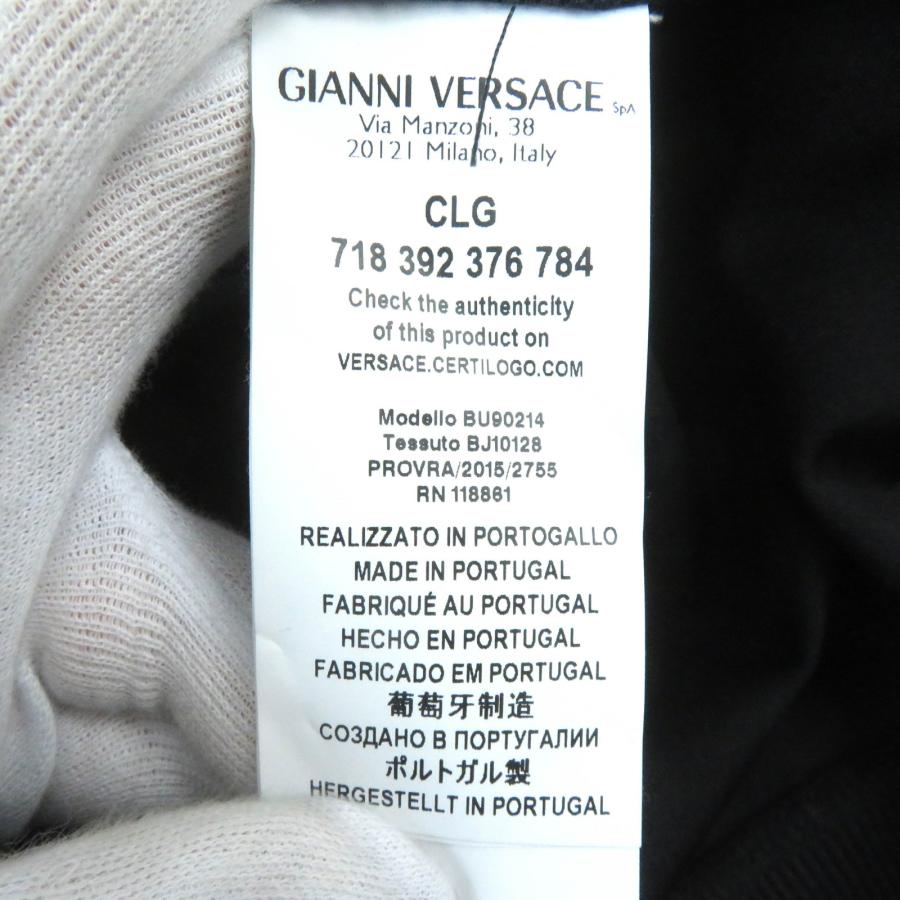 GIANNI VERSACE SpA
Via Manzoni, 38
20121 Milano, Italy
CLG
718 392 376 784
Check the authenticity
of this product on
VERSACE.CERTILOGO.COM
Modello BU90214
Tessuto BJ10128
PROVRA/2015/2755
RN 118861
REALIZZATO IN PORTOGALLO
MADE IN PORTUGAL
FABRIQUÉ AU PORTUGAL
HECHO EN PORTUGAL
FABRICADO EM PORTUGAL
葡萄牙制造
СОЗДАНО В ПОРТУГАЛИИ
ポルトガル製
HERGESTELLT IN PORTUGAL